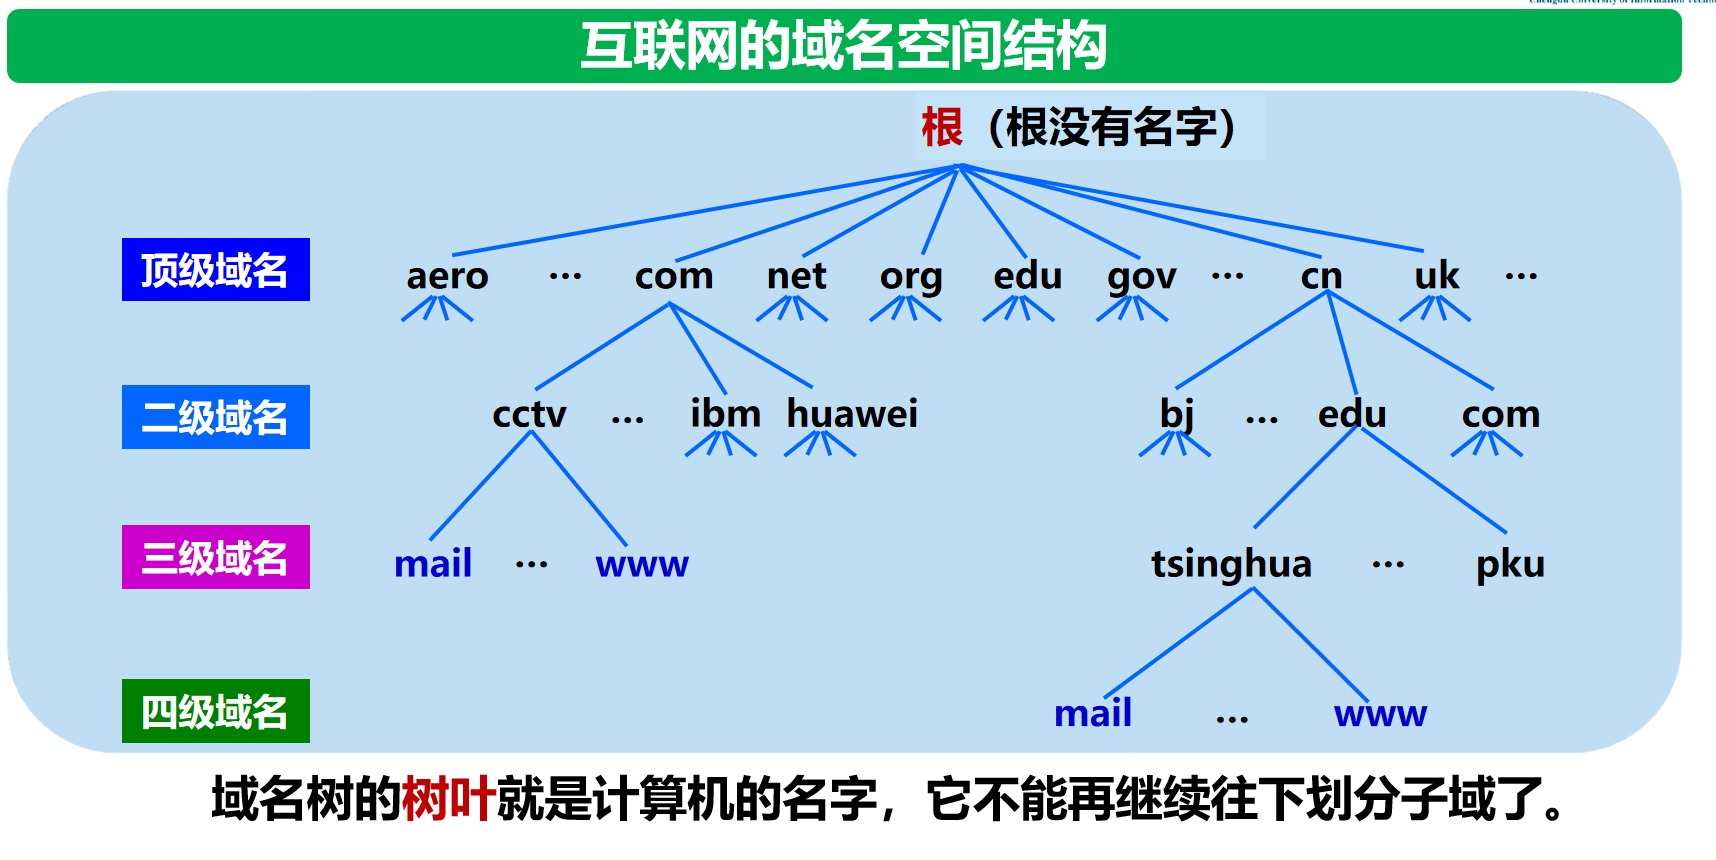 互联网的域名空间结构
根（根没有名字）
顶级域名 aero … com net org edu gov … cn uk …
二级域名 cctv … ibm huawei bj … edu com
三级域名 mail … www tsinghua … pku
四级域名 mail … www
域名树的树叶就是计算机的名字，它不能再继续往下划分子域了。